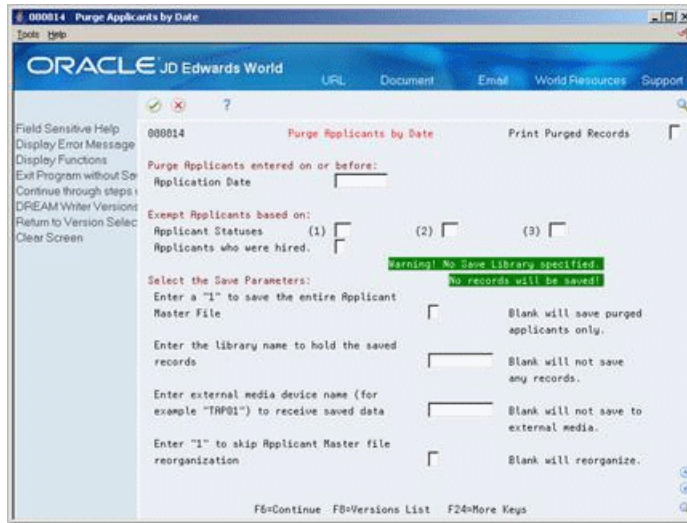 080814 Purge Applicants by Date
Tools Help
ORACLE JD Edwards World
URL Document Email World Resources Support
?
Field Sensitive Help
Display Error Message
Display Functions
Exit Program without Sa
Continue through steps
DREAM Writer Versions
Return to Version Selec
Clear Screen
080814 Purge Applicants by Date Print Purged Records
Purge Applicants entered on or before:
Application Date
Exempt Applicants based on:
Applicant Statuses (1) (2) (3)
Applicants who were hired.
Warning! No Save Library specified.
No records will be saved!
Select the Save Parameters:
Enter a "1" to save the entire Applicant
Master File Blank will save purged
applicants only.
Enter the library name to hold the saved
records Blank will not save
any records.
Enter external media device name (for
example "TAP01") to receive saved data Blank will not save to
external media.
Enter "1" to skip Applicant Master file
reorganization Blank will reorganize.
F6=Continue F8=Versions List F24=More Keys